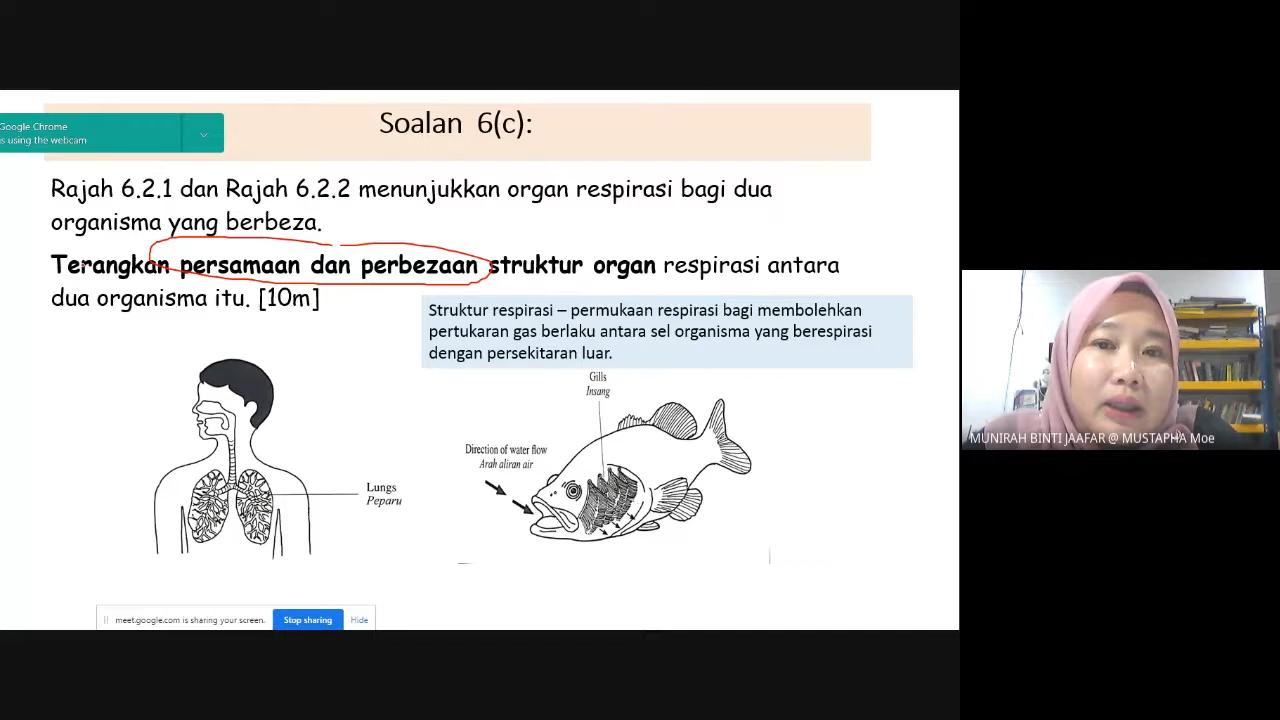 Soalan 6(c):
Google Chrome
is using the webcam
Rajah 6.2.1 dan Rajah 6.2.2 menunjukkan organ respirasi bagi dua
organisma yang berbeza.
Terangkan persamaan dan perbezaan struktur organ respirasi antara
dua organisma itu. [10m]
Struktur respirasi – permukaan respirasi bagi membolehkan
pertukaran gas berlaku antara sel organisma yang berespirasi
dengan persekitaran luar.
Gills
Insang
Direction of water flow
Arah aliran air
Lungs
Peparu
MUNIRAH BINTI JAAFAR @ MUSTAPHA Moe
meet.google.com is sharing your screen.
Stop sharing
Hide